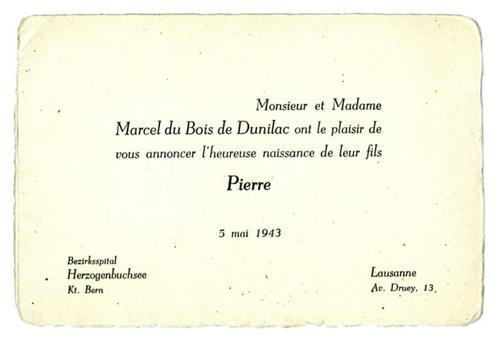 Monsieur et Madame
Marcel du Bois de Dunilac ont le plaisir de
vous annoncer l'heureuse naissance de leur fils
Pierre
5 mai 1943
Bezirksspital
Herzogenbuchsee
Kt. Bern
Lausanne
Av. Druey, 13